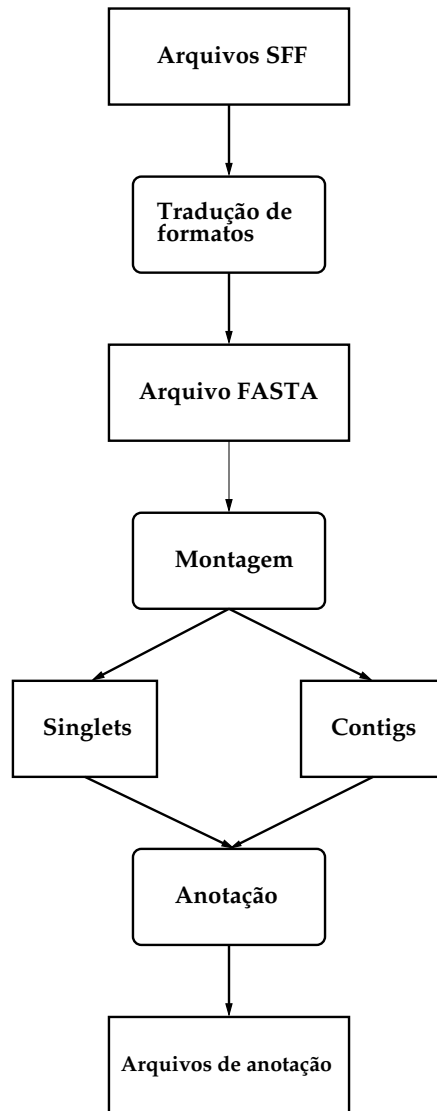 Arquivos SFF
Tradução de
formatos
Arquivo FASTA
Montagem
Singlets
Contigs
Anotação
Arquivos de anotação